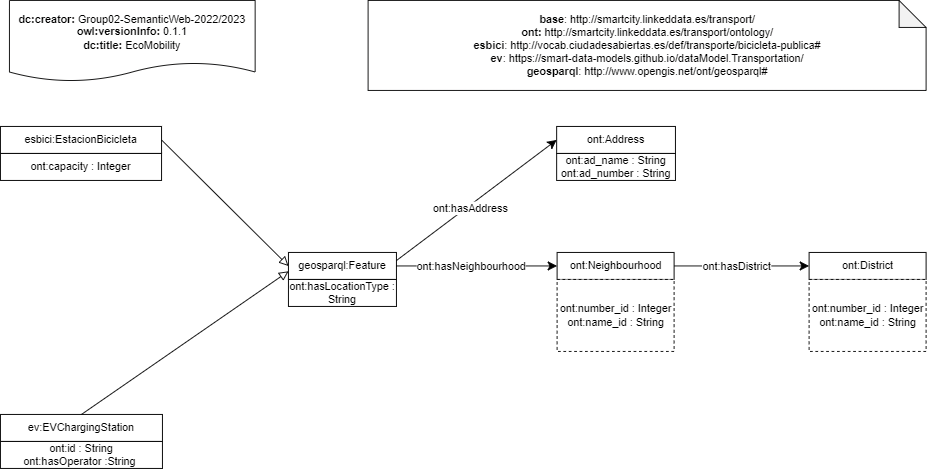 dc:creator: Group02-SemanticWeb-2022/2023
owl:versionInfo: 0.1.1
dc:title: EcoMobility
base: http://smartcity.linkeddata.es/transport/
ont: http://smartcity.linkeddata.es/transport/ontology/
esbici: http://vocab.ciudadesabiertas.es/def/transporte/bicicleta-publica#
ev: https://smart-data-models.github.io/dataModel.Transportation/
geosparql: http://www.opengis.net/ont/geosparql#
esbici:EstacionBicicleta
ont:capacity : Integer
ont:Address
ont:ad_name : String
ont:ad_number : String
ont:hasAddress
geosparql:Feature
ont:hasLocationType :
String
ont:hasNeighbourhood
ont:Neighbourhood
ont:number_id : Integer
ont:name_id : String
ont:hasDistrict
ont:District
ont:number_id : Integer
ont:name_id : String
ev:EVChargingStation
ont:id : String
ont:hasOperator :String